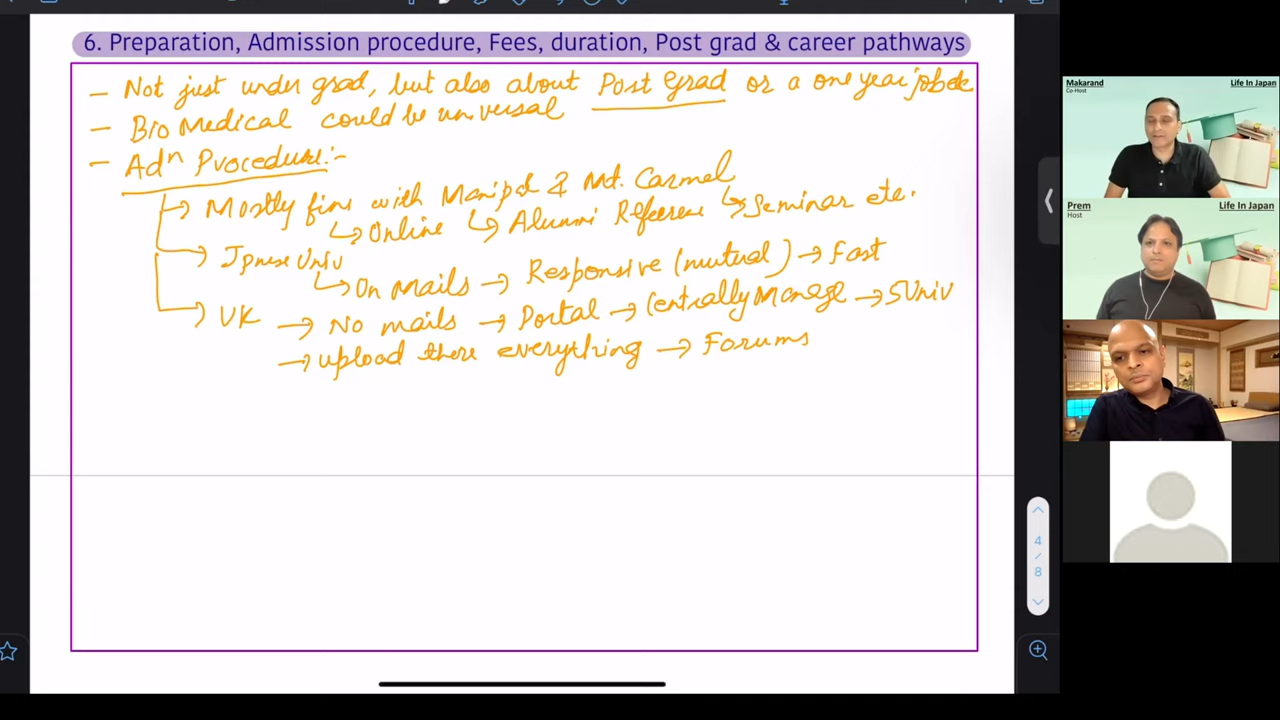 6. Preparation, Admission procedure, Fees, duration, Post grad & career pathways
– Not just under grad, but also about Post Grad or a one year job
– Bio Medical could be universal
– Adn Procedure:-
→ Mostly fine with Manipal & Mt. Carmel
↳ Online ↳ Alumni Reference ↳ Seminar etc.
→ Jpnese Univ
↳ On Mails → Responsive (mutual) → Fast
→ UK → No mails → Portal → Centrally Manage → 5 Univ
→ upload there everything → Forums
4
/
8
Makarand
Co-Host
Life In Japan
Prem
Host
Life In Japan